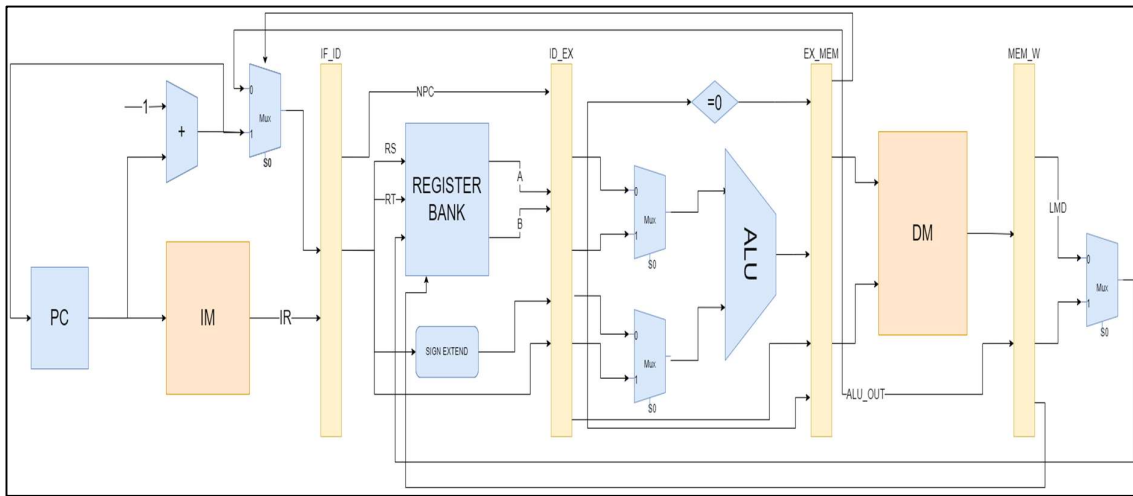 IF_ID
ID_EX
EX_MEM
MEM_W
0
Mux
1
S0
1
+
NPC
=0
RS
RT
REGISTER
BANK
A
B
0
Mux
1
S0
ALU
DM
LMD
0
Mux
1
S0
PC
IM
IR
SIGN EXTEND
0
Mux
1
S0
ALU_OUT